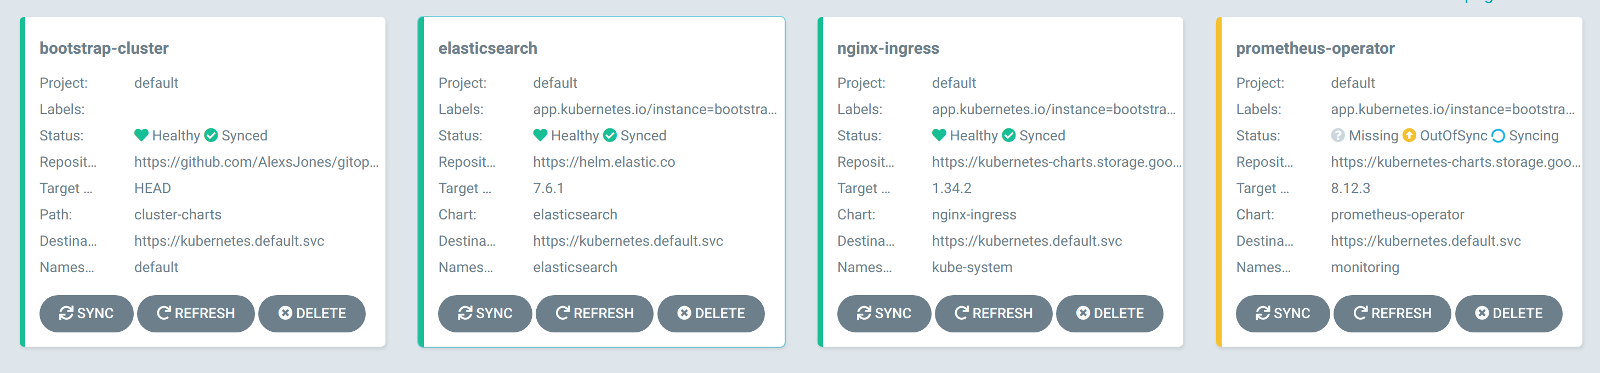 bootstrap-cluster
Project: default
Labels:
Status: Healthy Synced
Reposit... https://github.com/AlexsJones/gitop...
Target ... HEAD
Path: cluster-charts
Destina... https://kubernetes.default.svc
Names... default
SYNC REFRESH DELETE
elasticsearch
Project: default
Labels: app.kubernetes.io/instance=bootstra...
Status: Healthy Synced
Reposit... https://helm.elastic.co
Target ... 7.6.1
Chart: elasticsearch
Destina... https://kubernetes.default.svc
Names... elasticsearch
SYNC REFRESH DELETE
nginx-ingress
Project: default
Labels: app.kubernetes.io/instance=bootstra...
Status: Healthy Synced
Reposit... https://kubernetes-charts.storage.goo...
Target ... 1.34.2
Chart: nginx-ingress
Destina... https://kubernetes.default.svc
Names... kube-system
SYNC REFRESH DELETE
prometheus-operator
Project: default
Labels: app.kubernetes.io/instance=bootstra...
Status: Missing OutOfSync Syncing
Reposit... https://kubernetes-charts.storage.goo...
Target ... 8.12.3
Chart: prometheus-operator
Destina... https://kubernetes.default.svc
Names... monitoring
SYNC REFRESH DELETE